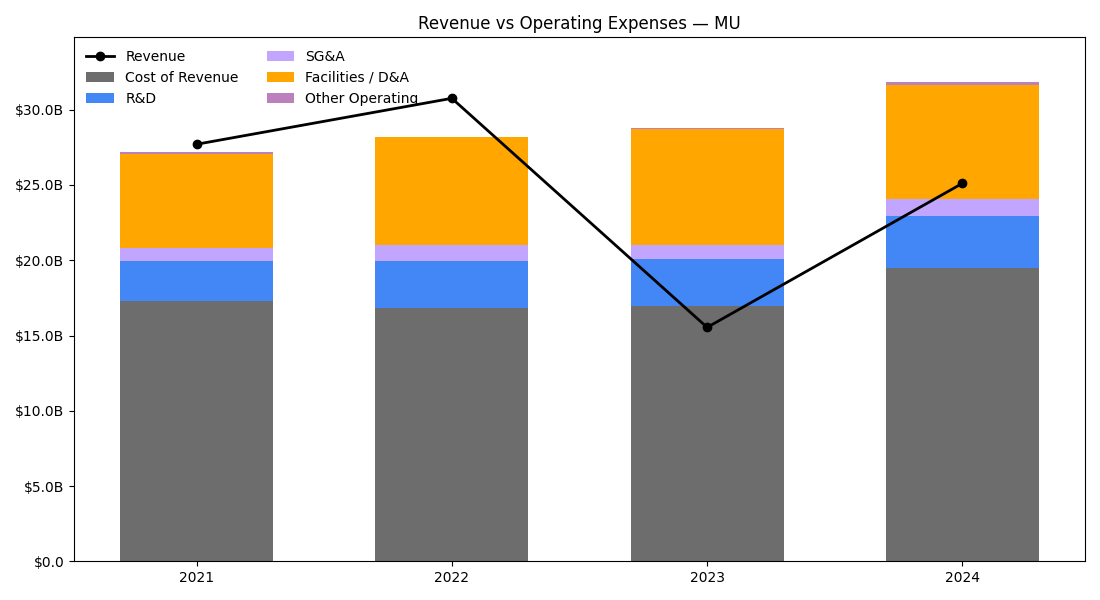 Revenue vs Operating Expenses — MU
Revenue
Cost of Revenue
R&D
SG&A
Facilities / D&A
Other Operating
$30.0B
$25.0B
$20.0B
$15.0B
$10.0B
$5.0B
$0.0
2021
2022
2023
2024